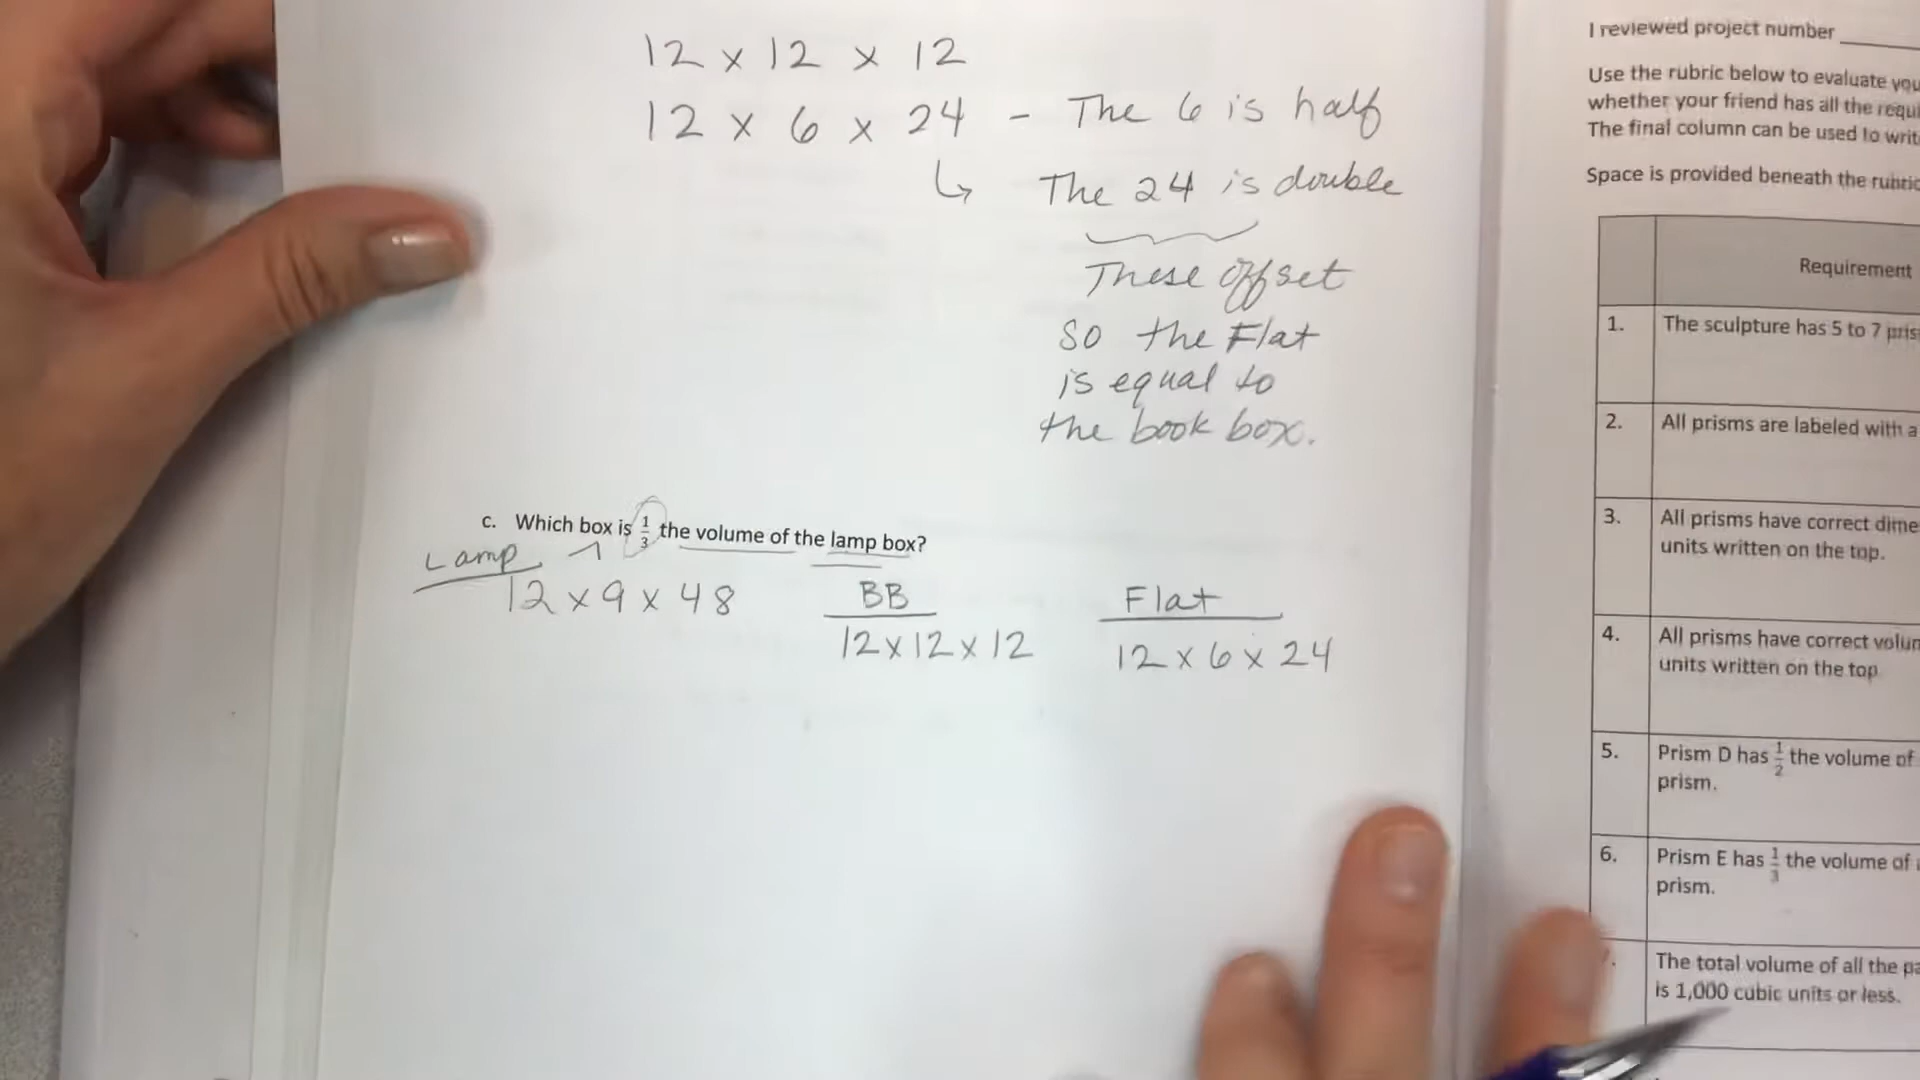 12 x 12 x 12
12 x 6 x 24 - The 6 is half
↳ The 24 is double
These offset
so the Flat
is equal to
the book box.
c. Which box is 1/3 the volume of the lamp box?
Lamp
12 x 9 x 48
BB
12 x 12 x 12
Flat
12 x 6 x 24
I reviewed project number
Use the rubric below to evaluate
whether your friend has all the
The final column can be used to
Space is provided beneath the
Requirement
1. The sculpture has 5 to 7
2. All prisms are labeled with a
3. All prisms have correct
units written on the top.
4. All prisms have correct
units written on the top
5. Prism D has 1/2 the volume of
prism.
6. Prism E has 1/3 the volume of
prism.
The total volume of all the
is 1,000 cubic units or less.